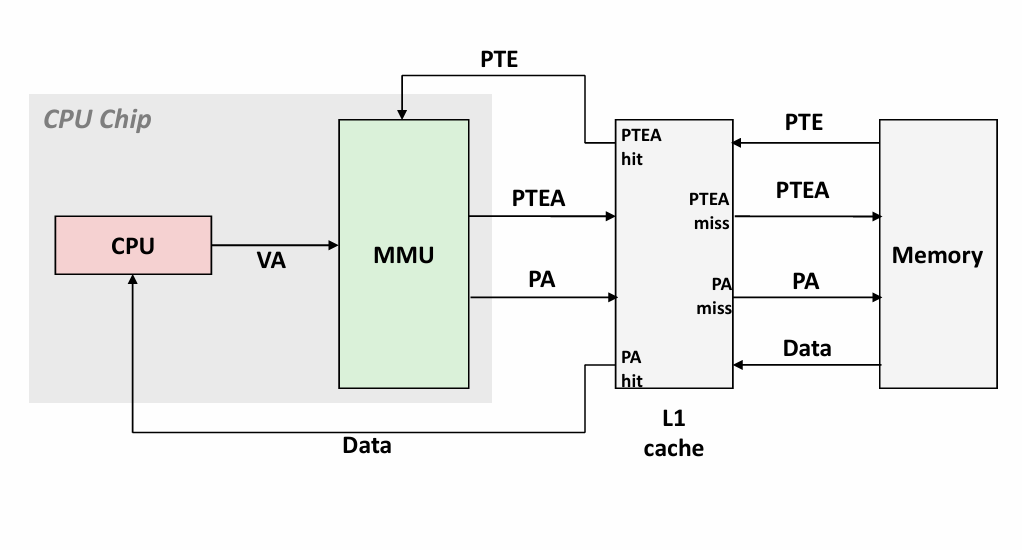 PTE
CPU Chip
PTEA
hit
PTE
PTEA
PTEA
miss
PTEA
CPU
VA
MMU
Memory
PA
PA
miss
PA
PA
hit
Data
L1
cache
Data